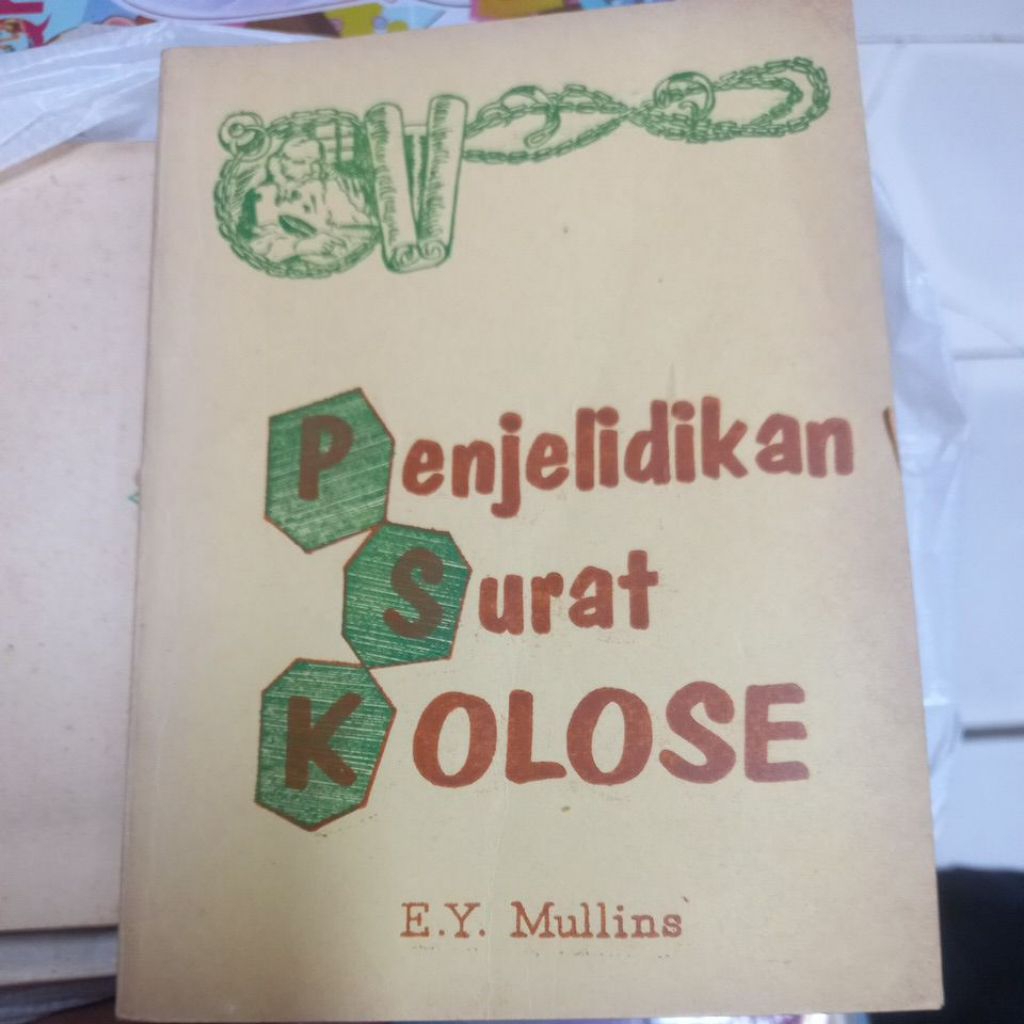 Penjelidikan
Surat
KOLOSE
E.Y. Mullins